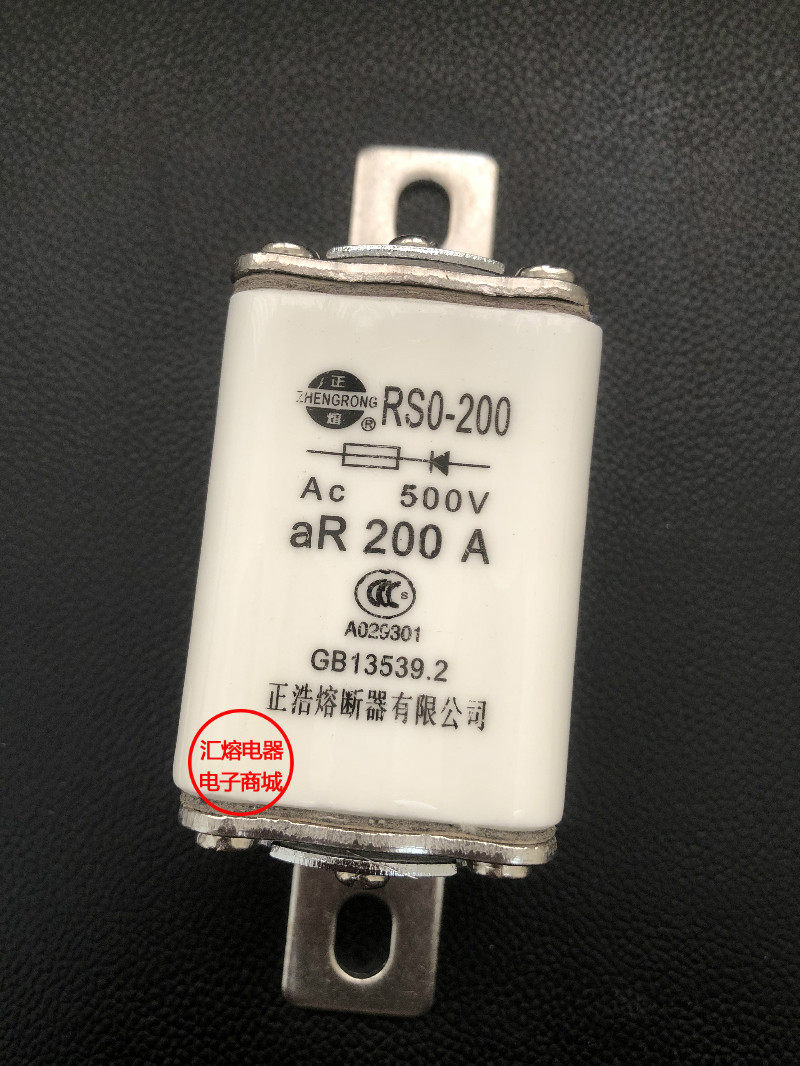 正
ZHENGRONG
熔
®
RS0-200
Ac 500V
aR 200 A
CCC S
A029301
GB13539.2
正浩熔断器有限公司
汇熔电器
电子商城